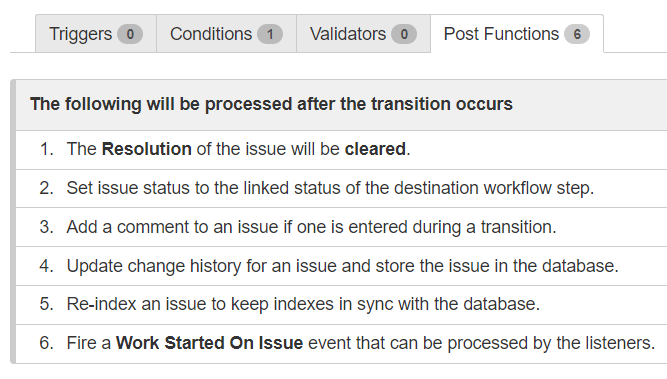 Triggers 0 Conditions 1 Validators 0 Post Functions 6
The following will be processed after the transition occurs
1. The Resolution of the issue will be cleared.
2. Set issue status to the linked status of the destination workflow step.
3. Add a comment to an issue if one is entered during a transition.
4. Update change history for an issue and store the issue in the database.
5. Re-index an issue to keep indexes in sync with the database.
6. Fire a Work Started On Issue event that can be processed by the listeners.